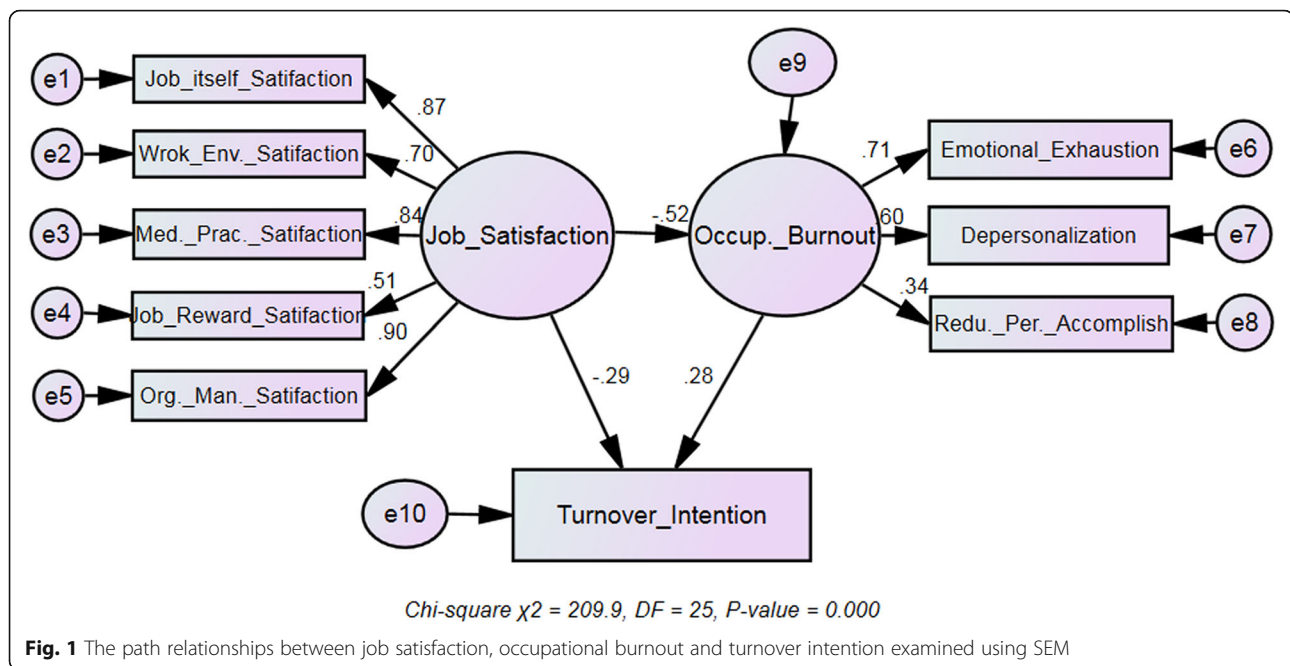 e1
Job_itself_Satifaction
.87
e2
Wrok_Env._Satifaction
.70
e3
Med._Prac._Satifaction
.84
e4
Job_Reward_Satifaction
.51
e5
Org._Man._Satifaction
.90
Job_Satisfaction
-.52
e9
Occup._Burnout
.71
Emotional_Exhaustion
e6
60
Depersonalization
e7
.34
Redu._Per._Accomplish
e8
-.29
.28
e10
Turnover_Intention
Chi-square χ2 = 209.9, DF = 25, P-value = 0.000
Fig. 1 The path relationships between job satisfaction, occupational burnout and turnover intention examined using SEM